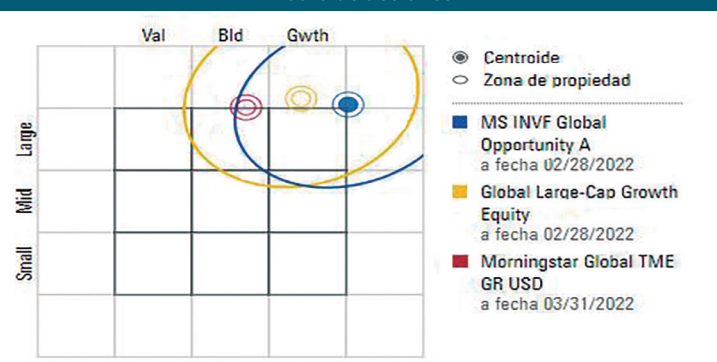 Val Bld Gwth
Large
Mid
Small
Centroide
Zona de propiedad
MS INVF Global
Opportunity A
a fecha 02/28/2022
Global Large-Cap Growth
Equity
a fecha 02/28/2022
Morningstar Global TME
GR USD
a fecha 03/31/2022